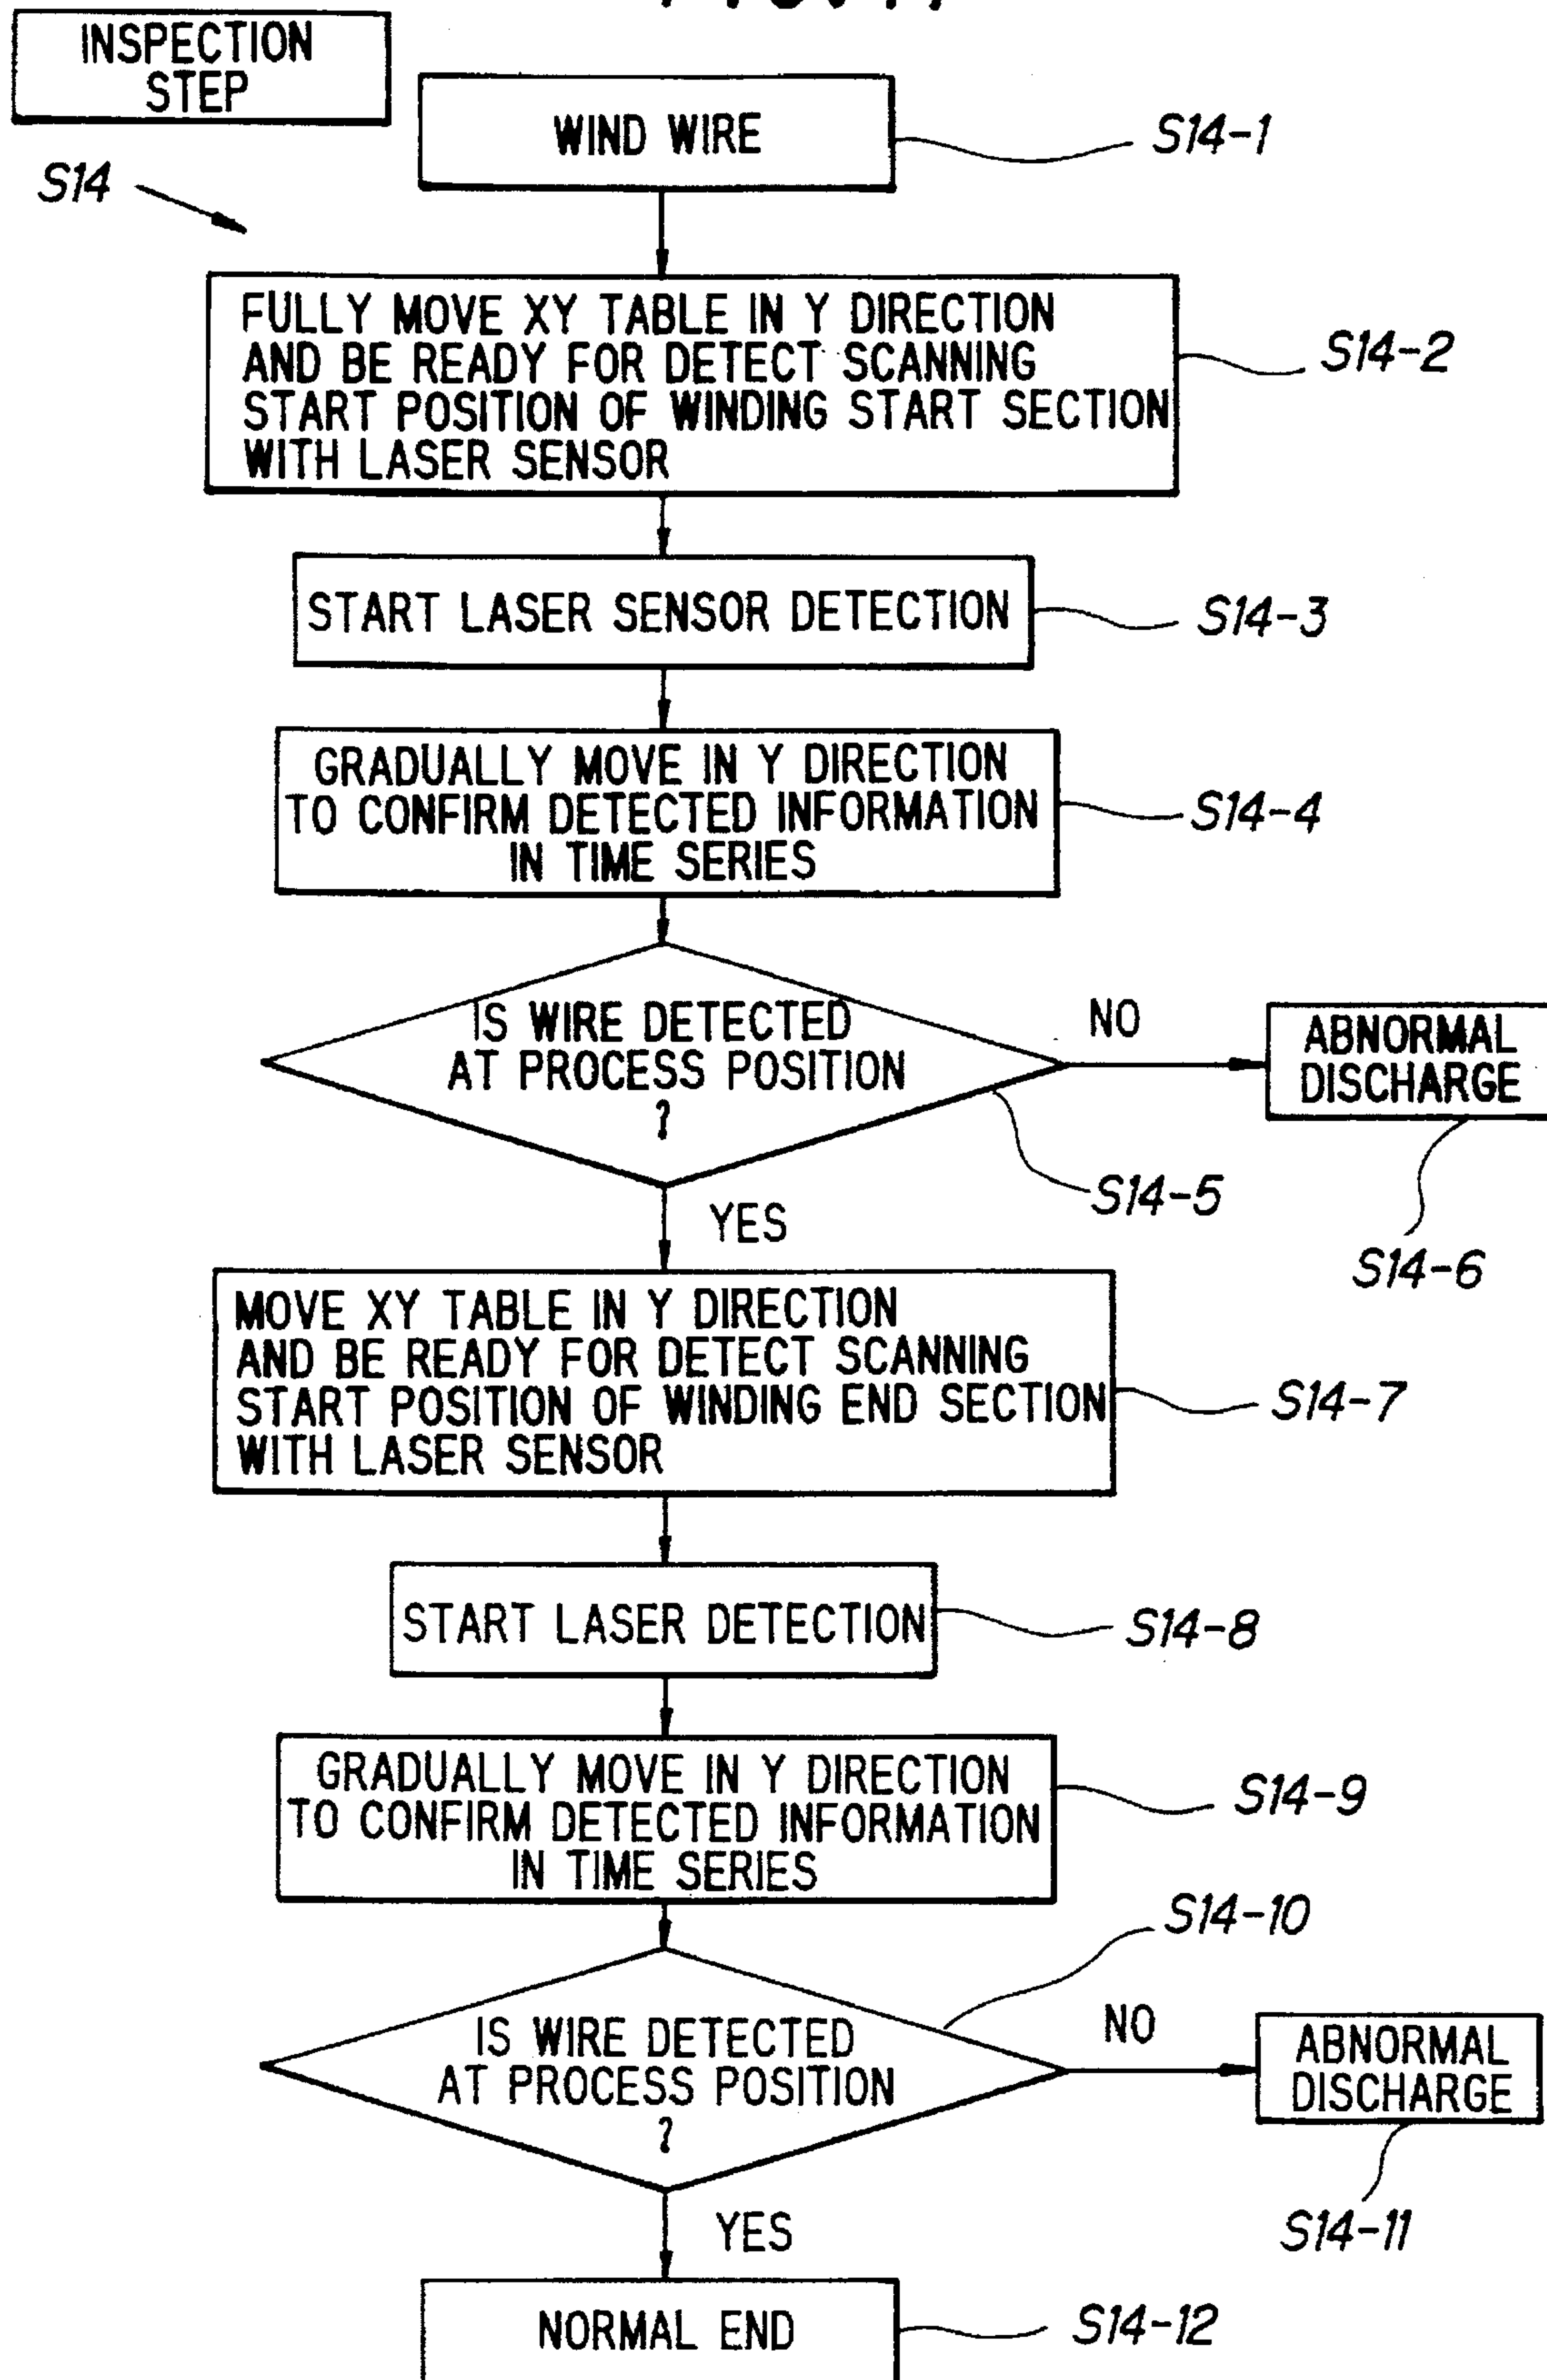 INSPECTION
STEP
S14
WIND WIRE
S14-1
FULLY MOVE XY TABLE IN Y DIRECTION
AND BE READY FOR DETECT SCANNING
START POSITION OF WINDING START SECTION
WITH LASER SENSOR
S14-2
START LASER SENSOR DETECTION
S14-3
GRADUALLY MOVE IN Y DIRECTION
TO CONFIRM DETECTED INFORMATION
IN TIME SERIES
S14-4
IS WIRE DETECTED
AT PROCESS POSITION
?
NO
ABNORMAL
DISCHARGE
S14-5
S14-6
YES
MOVE XY TABLE IN Y DIRECTION
AND BE READY FOR DETECT SCANNING
START POSITION OF WINDING END SECTION
WITH LASER SENSOR
S14-7
START LASER DETECTION
S14-8
GRADUALLY MOVE IN Y DIRECTION
TO CONFIRM DETECTED INFORMATION
IN TIME SERIES
S14-9
S14-10
IS WIRE DETECTED
AT PROCESS POSITION
?
NO
ABNORMAL
DISCHARGE
S14-11
YES
NORMAL END
S14-12